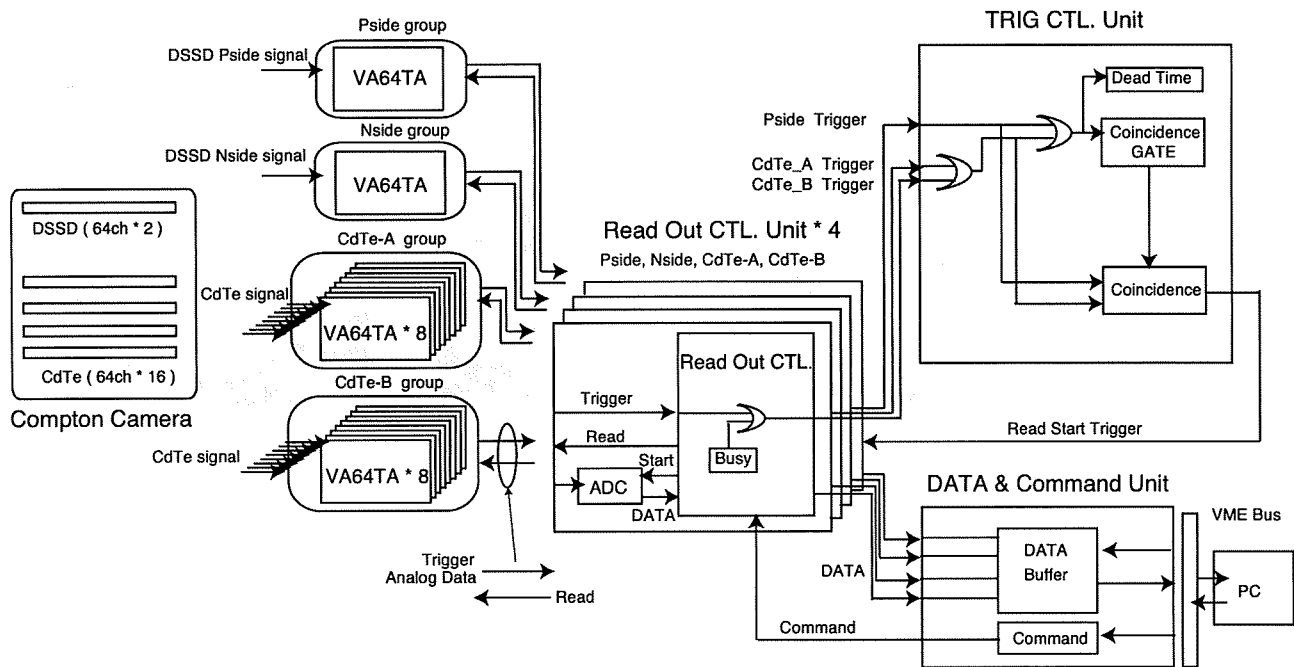 Pside group
DSSD Pside signal
VA64TA
Nside group
DSSD Nside signal
VA64TA
DSSD ( 64ch * 2 )
CdTe ( 64ch * 16 )
Compton Camera
CdTe-A group
CdTe signal
VA64TA * 8
CdTe-B group
CdTe signal
VA64TA * 8
Trigger
Analog Data
Read
Read Out CTL. Unit * 4
Pside, Nside, CdTe-A, CdTe-B
Read Out CTL.
Trigger
Read
Busy
Start
ADC
DATA
TRIG CTL. Unit
Dead Time
Pside Trigger
Coincidence
GATE
CdTe_A Trigger
CdTe_B Trigger
Coincidence
Read Start Trigger
DATA & Command Unit
VME Bus
DATA
Buffer
DATA
PC
Command
Command